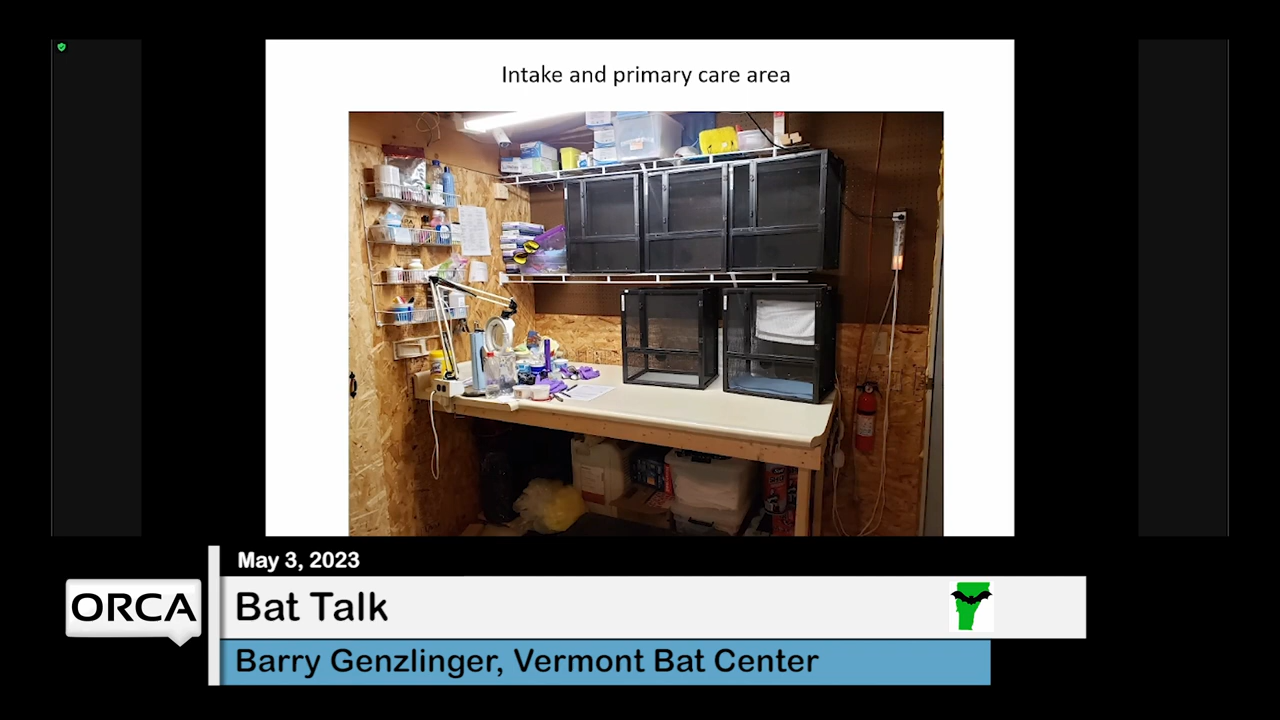 Intake and primary care area
May 3, 2023
ORCA
Bat Talk
Barry Genzlinger, Vermont Bat Center